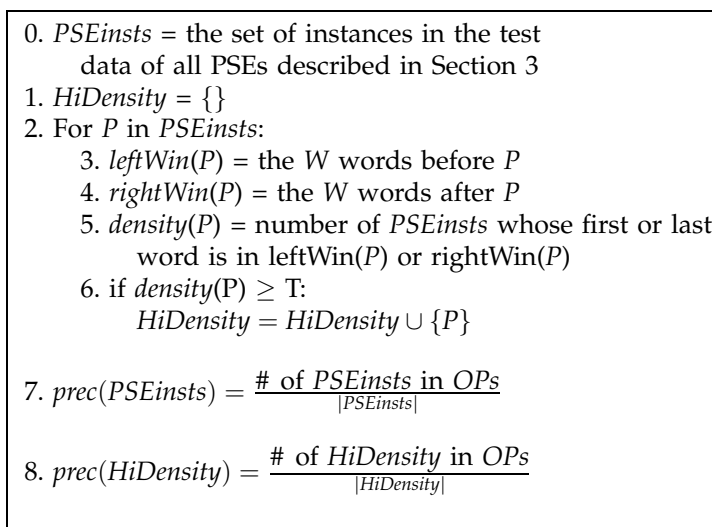 0. PSEinsts = the set of instances in the test
data of all PSEs described in Section 3
1. HiDensity = {}
2. For P in PSEinsts:
3. leftWin(P) = the W words before P
4. rightWin(P) = the W words after P
5. density(P) = number of PSEinsts whose first or last
word is in leftWin(P) or rightWin(P)
6. if density(P) ≥ T:
HiDensity = HiDensity ∪ {P}
7. prec(PSEinsts) = # of PSEinsts in OPs
|PSEinsts|
8. prec(HiDensity) = # of HiDensity in OPs
|HiDensity|